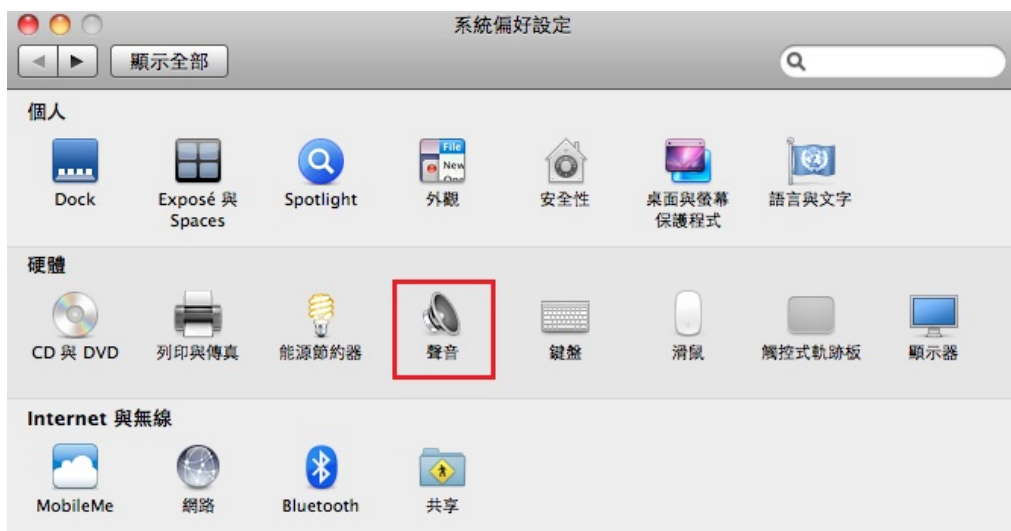 系統偏好設定
顯示全部
個人
File
New
Dock
Exposé 與
Spaces
Spotlight
外觀
安全性
桌面與螢幕
保護程式
語言與文字
硬體
CD 與 DVD
列印與傳真
能源節約器
聲音
鍵盤
滑鼠
觸控式軌跡板
顯示器
Internet 與無線
MobileMe
網路
Bluetooth
共享